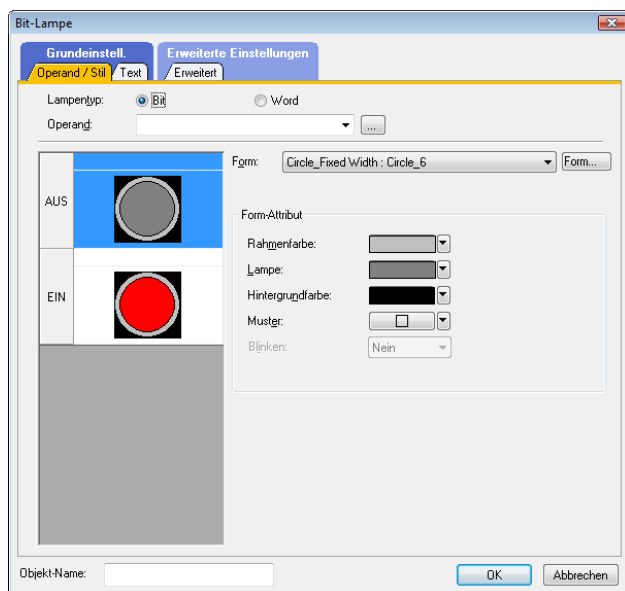 Bit-Lampe
Grundeinstell. Erweiterte Einstellungen
Operand / Stil Text Erweitert
Lampentyp: Bit Word
Operand: ...
Form: Circle_Fixed Width : Circle_6 Form...
AUS
Form-Attribut
Rahmenfarbe:
Lampe:
Hintergrundfarbe:
EIN
Muster:
Blinken: Nein
Objekt-Name: OK Abbrechen